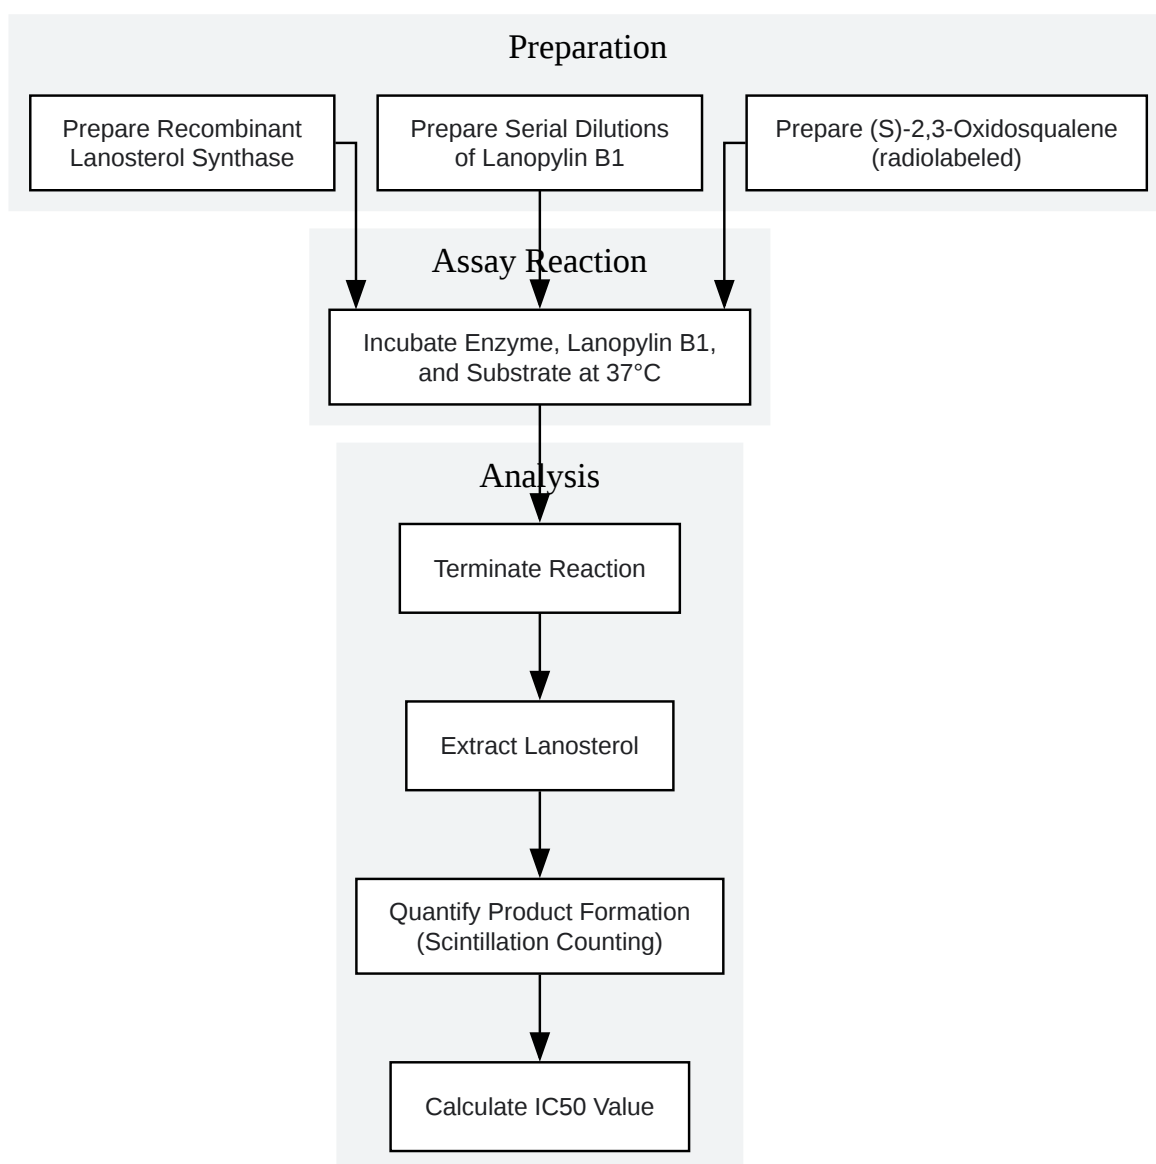 Preparation
Prepare Recombinant
Lanosterol Synthase
Prepare Serial Dilutions
of Lanopylin B1
Prepare (S)-2,3-Oxidosqualene
(radiolabeled)
Assay Reaction
Incubate Enzyme, Lanopylin B1,
and Substrate at 37°C
Analysis
Terminate Reaction
Extract Lanosterol
Quantify Product Formation
(Scintillation Counting)
Calculate IC50 Value